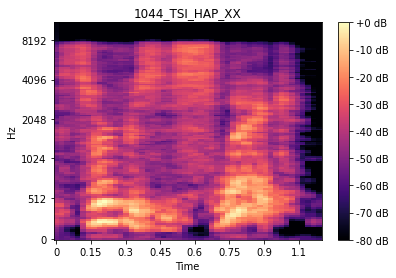 1044_TSI_HAP_XX
+0 dB
8192
-10 dB
4096
-20 dB
-30 dB
2048
Hz
-40 dB
1024
-50 dB
512
-60 dB
-70 dB
0
-80 dB
0 0.15 0.3 0.45 0.6 0.75 0.9 1.1
Time